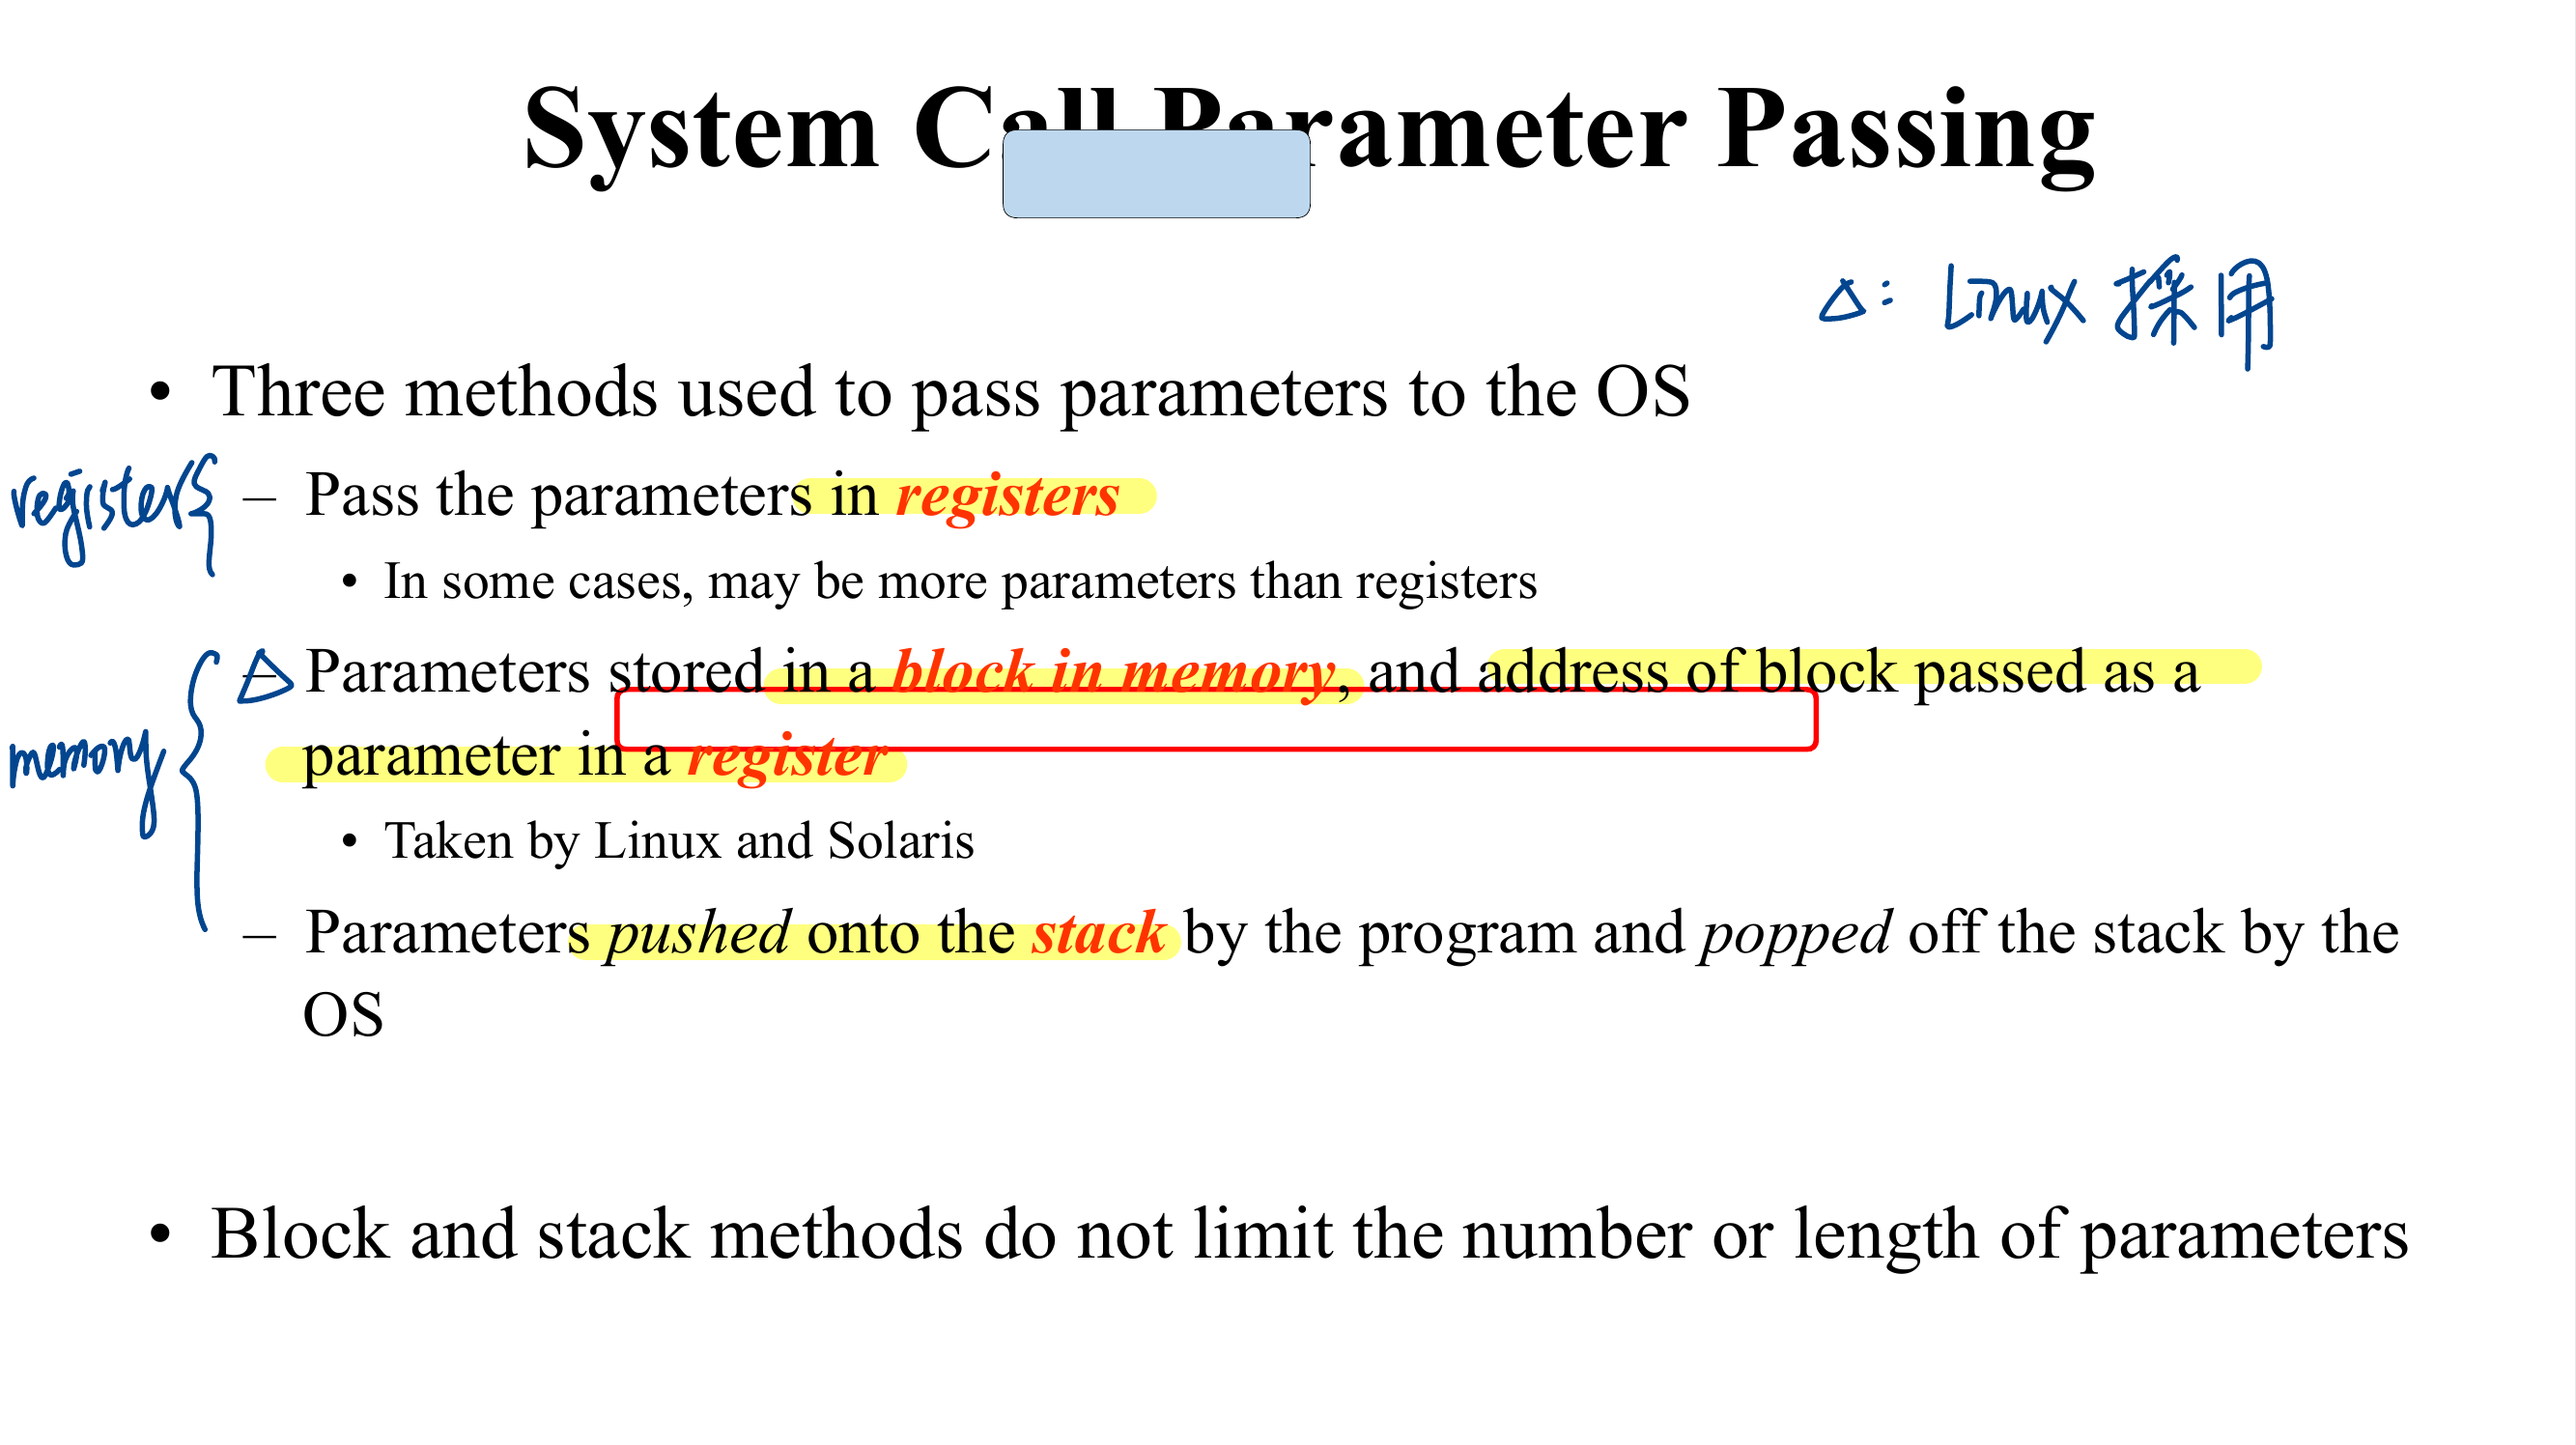 System Call Parameter Passing
△: Linux 採用
• Three methods used to pass parameters to the OS
registers
– Pass the parameters in registers
• In some cases, may be more parameters than registers
memory
△ Parameters stored in a block in memory, and address of block passed as a
parameter in a register
• Taken by Linux and Solaris
– Parameters pushed onto the stack by the program and popped off the stack by the
OS
• Block and stack methods do not limit the number or length of parameters